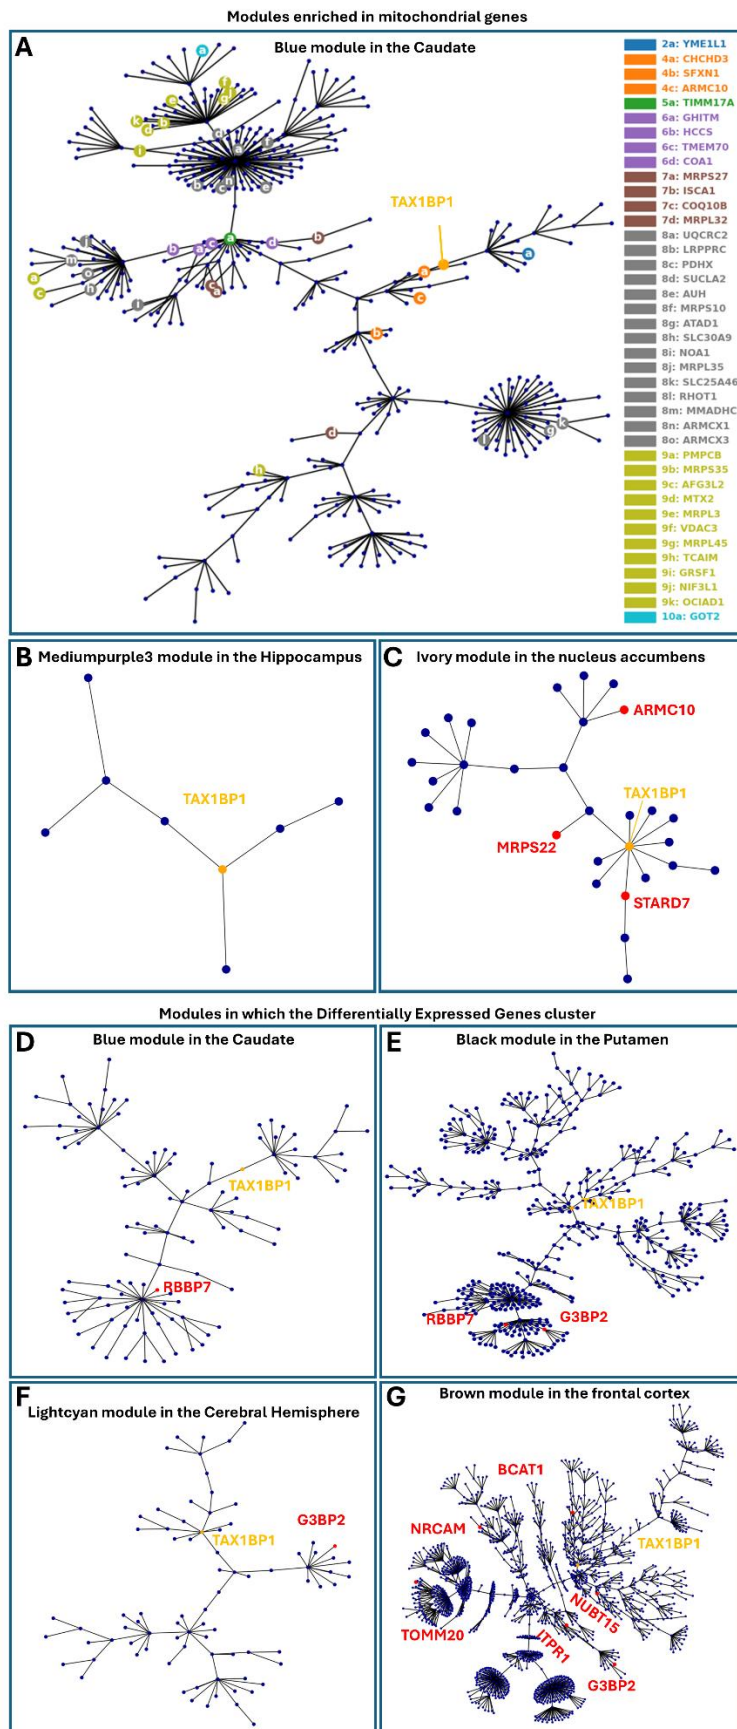 Modules enriched in mitochondrial genes
A
Blue module in the Caudate
TAX1BP1
2a: YME1L1
4a: CHCHD3
4b: SFXN1
4c: ARMC10
5a: TIMM17A
6a: GHITM
6b: HCCS
6c: TMEM70
6d: COA1
7a: MRPS27
7b: ISCA1
7c: COQ10B
7d: MRPL32
8a: UQCRC2
8b: LRPPRC
8c: PDHX
8d: SUCLA2
8e: AUH
8f: MRPS10
8g: ATAD1
8h: SLC30A9
8i: NOA1
8j: MRPL35
8k: SLC25A46
8l: RHOT1
8m: MMADHC
8n: ARMCX1
8o: ARMCX3
9a: PMPCB
9b: MRPS35
9c: AFG3L2
9d: MTX2
9e: MRPL3
9f: VDAC3
9g: MRPL45
9h: TCAIM
9i: GRSF1
9j: NIF3L1
9k: OCIAD1
10a: GOT2
B Mediumpurple3 module in the Hippocampus
TAX1BP1
C Ivory module in the nucleus accumbens
ARMC10
TAX1BP1
MRPS22
STARD7
Modules in which the Differentially Expressed Genes cluster
D
Blue module in the Caudate
TAX1BP1
RBBP7
E Black module in the Putamen
TAX1BP1
RBBP7
G3BP2
F
Lightcyan module in the Cerebral Hemisphere
G3BP2
TAX1BP1
G Brown module in the frontal cortex
BCAT1
NRCAM
TAX1BP1
NUBT15
TOMM20
ITPR1
G3BP2